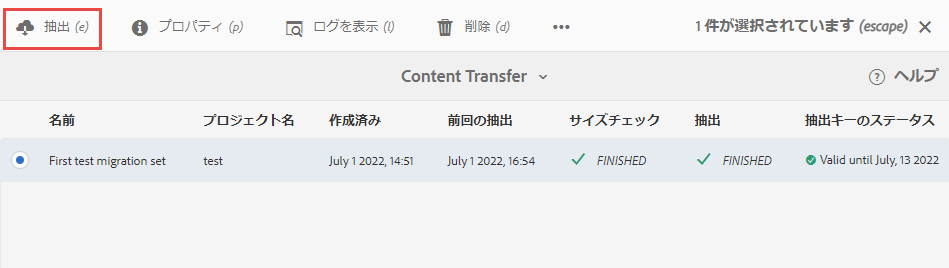 抽出 (e) プロパティ (p) ログを表示 (l) 削除 (d) ••• 1 件が選択されています (escape) ×
Content Transfer ? ヘルプ
名前 プロジェクト名 作成済み 前回の抽出 サイズチェック 抽出 抽出キーのステータス
First test migration set test July 1 2022, 14:51 July 1 2022, 16:54 FINISHED FINISHED Valid until July, 13 2022